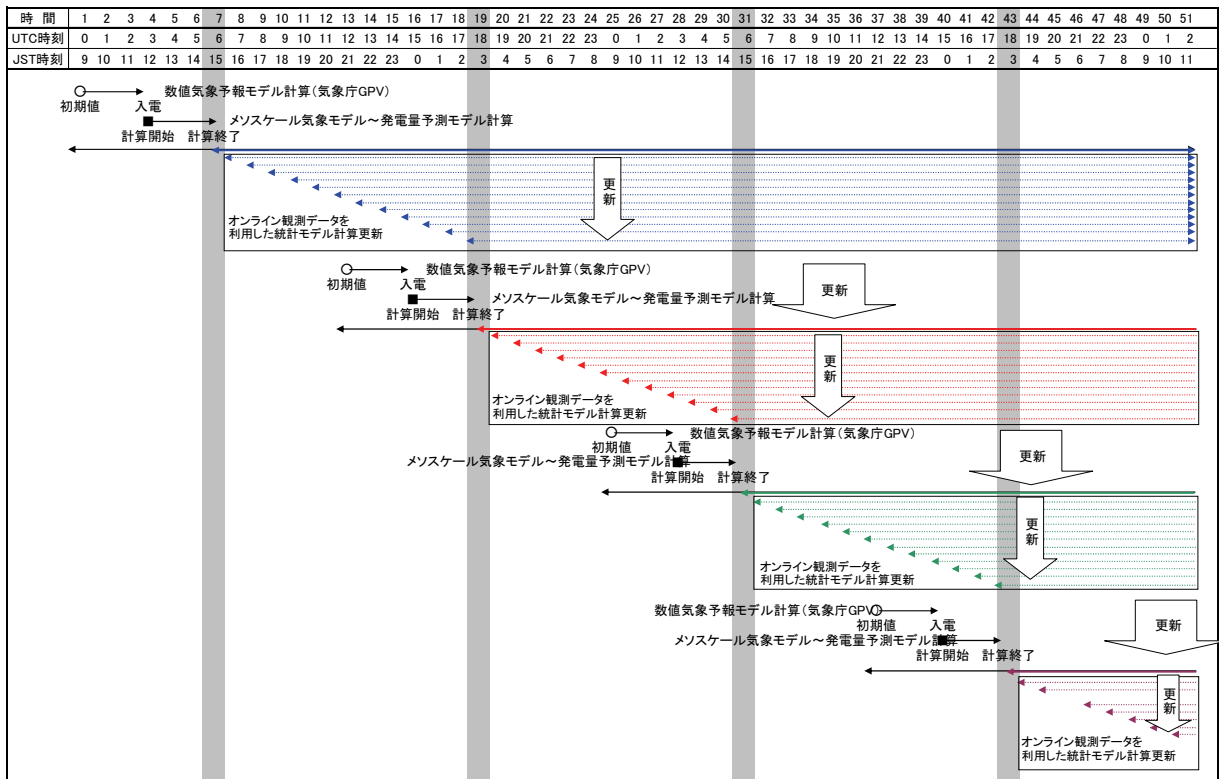 時 間 1 2 3 4 5 6 7 8 9 10 11 12 13 14 15 16 17 18 19 20 21 22 23 24 25 26 27 28 29 30 31 32 33 34 35 36 37 38 39 40 41 42 43 44 45 46 47 48 49 50 51
UTC時刻 0 1 2 3 4 5 6 7 8 9 10 11 12 13 14 15 16 17 18 19 20 21 22 23 0 1 2 3 4 5 6 7 8 9 10 11 12 13 14 15 16 17 18 19 20 21 22 23 0 1 2
JST時刻 9 10 11 12 13 14 15 16 17 18 19 20 21 22 23 0 1 2 3 4 5 6 7 8 9 10 11 12 13 14 15 16 17 18 19 20 21 22 23 0 1 2 3 4 5 6 7 8 9 10 11
数値気象予報モデル計算(気象庁GPV)
初期値 入電
メソスケール気象モデル～発電量予測モデル計算
計算開始 計算終了
更新
オンライン観測データを
利用した統計モデル計算更新
数値気象予報モデル計算(気象庁GPV)
初期値 入電
メソスケール気象モデル～発電量予測モデル計算
計算開始 計算終了
更新
更新
オンライン観測データを
利用した統計モデル計算更新
数値気象予報モデル計算(気象庁GPV)
初期値 入電
メソスケール気象モデル～発電量予測モデル計算
計算開始 計算終了
更新
更新
オンライン観測データを
利用した統計モデル計算更新
数値気象予報モデル計算(気象庁GPV)
初期値 入電
メソスケール気象モデル～発電量予測モデル計算
計算開始 計算終了
更新
更新
オンライン観測データを
利用した統計モデル計算更新